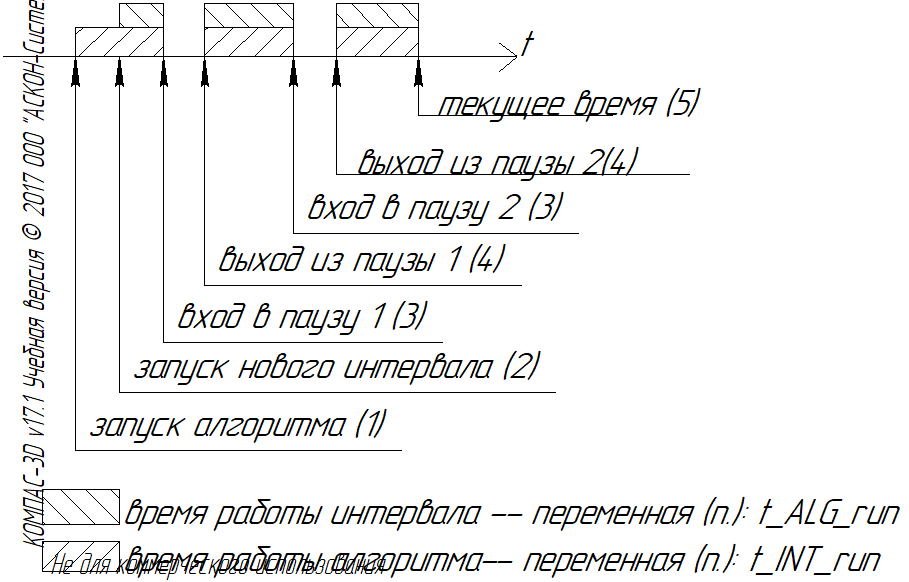 t
текущее время (5)
выход из паузы 2(4)
вход в паузу 2 (3)
выход из паузы 1 (4)
вход в паузу 1 (3)
запуск нового интервала (2)
запуск алгоритма (1)
время работы интервала -- переменная (п.): t_ALG_run
время работы алгоритма-- переменная (п.): t_INT_run
Не для коммерческого использования
КОМПАС-3D v17.1 Учебная версия © 2017 ООО "АСКОН-Систе